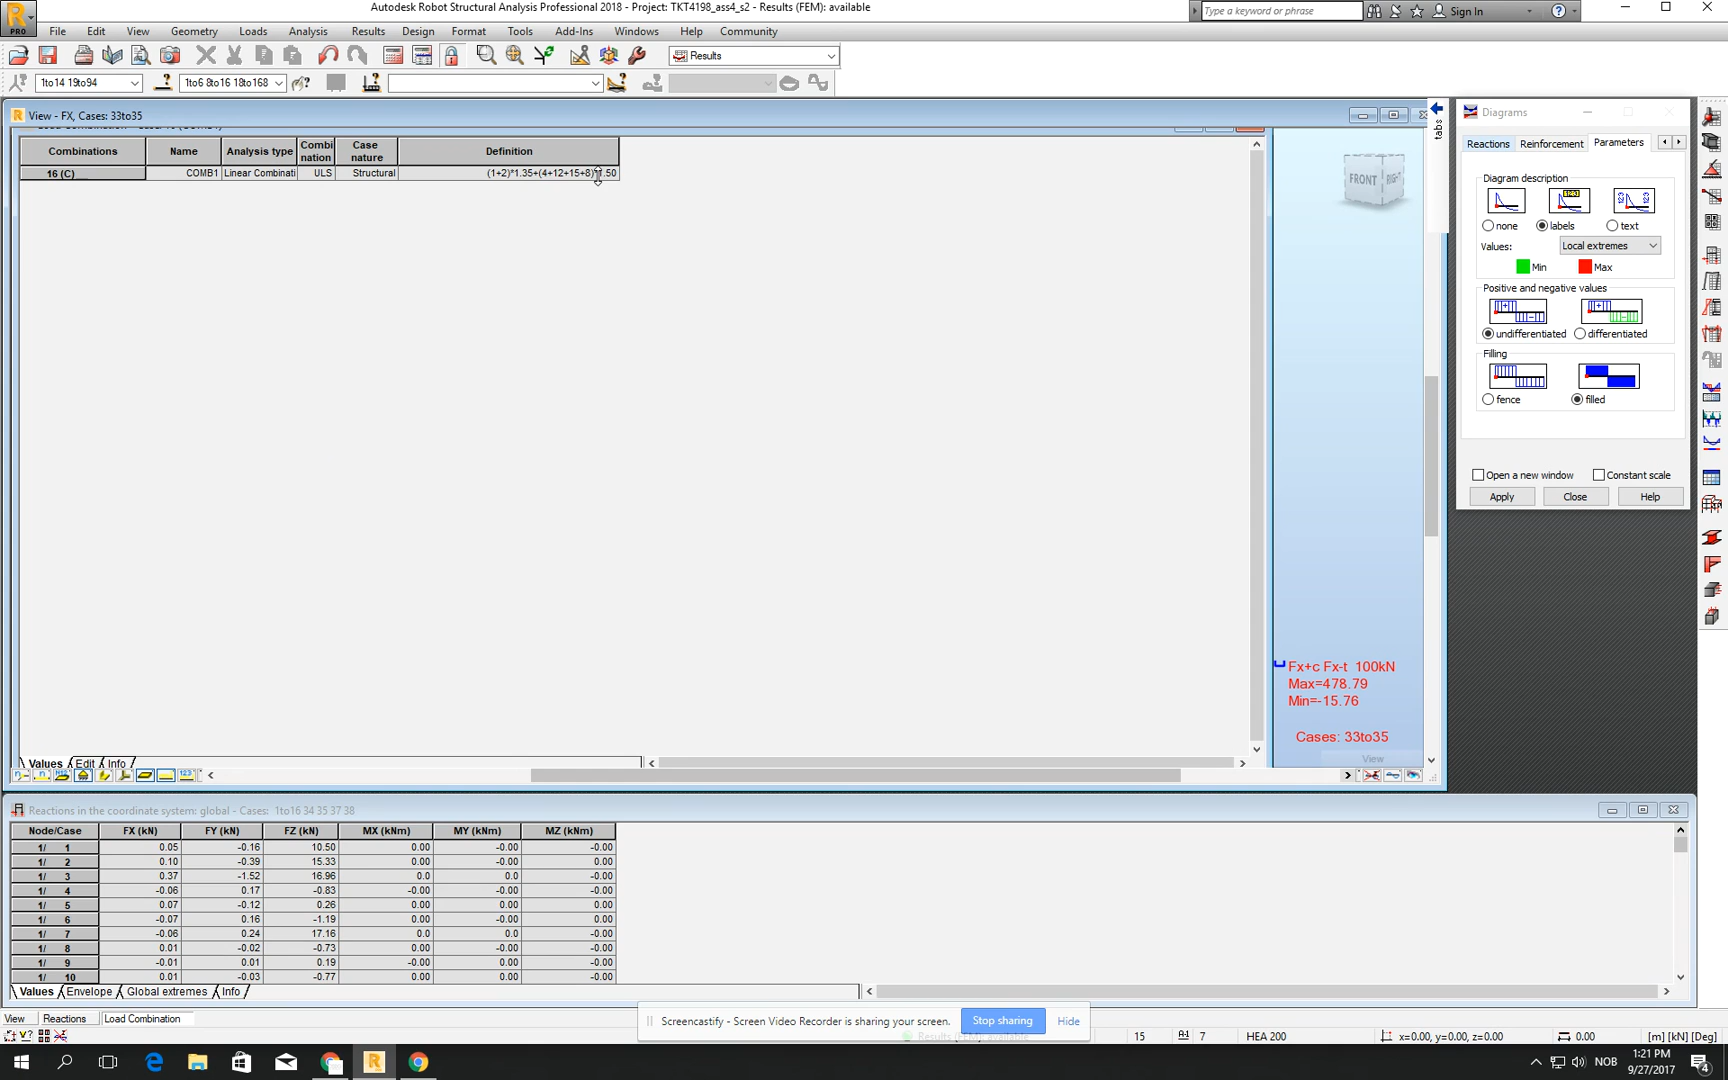 Autodesk Robot Structural Analysis Professional 2018 - Project: TKT4198_ass4_s2 - Results (FEM): available
Type a keyword or phrase
Sign In
PRO
File Edit View Geometry Loads Analysis Results Design Format Tools Add-Ins Windows Help Community
Results
1to14 19to94
1to6 8to16 18to168
View - FX, Cases: 33to35
Combinations Name Analysis type Combi nation Case nature Definition
16 (C) COMB1 Linear Combinati ULS Structural (1+2)*1.35+(4+12+15+8)*1.50
FRONT
tabs
Fx+c Fx-t 100kN
Max=478.79
Min=-15.76
Cases: 33to35
View
Values Edit Info
Diagrams
Reactions Reinforcement Parameters
Diagram description
none labels text
Values: Local extremes
Min Max
Positive and negative values
undifferentiated differentiated
Filling
fence filled
Open a new window Constant scale
Apply Close Help
Reactions in the coordinate system: global - Cases: 1to16 34 35 37 38
Node/Case FX (kN) FY (kN) FZ (kN) MX (kNm) MY (kNm) MZ (kNm)
1/ 1 0.05 -0.16 10.50 0.00 -0.00 -0.00
1/ 2 0.10 -0.39 15.33 0.00 -0.00 0.00
1/ 3 0.37 -1.52 16.96 0.0 0.0 -0.00
1/ 4 -0.06 0.17 -0.83 -0.00 -0.00 -0.00
1/ 5 0.07 -0.12 0.26 0.00 0.00 -0.00
1/ 6 -0.07 0.16 -1.19 0.00 -0.00 0.00
1/ 7 -0.06 0.24 17.16 0.0 0.0 -0.00
1/ 8 0.01 -0.02 -0.73 0.00 -0.00 0.00
1/ 9 -0.01 0.01 0.19 -0.00 0.00 -0.00
1/ 10 0.01 -0.03 -0.77 0.00 0.00 -0.00
Values Envelope Global extremes Info
View Reactions Load Combination
Screencastify - Screen Video Recorder is sharing your screen. Stop sharing Hide
Results (FEM): available
15 7 HEA 200 x=0.00, y=0.00, z=0.00 0.00 [m] [kN] [Deg]
NOB
1:21 PM
9/27/2017
4